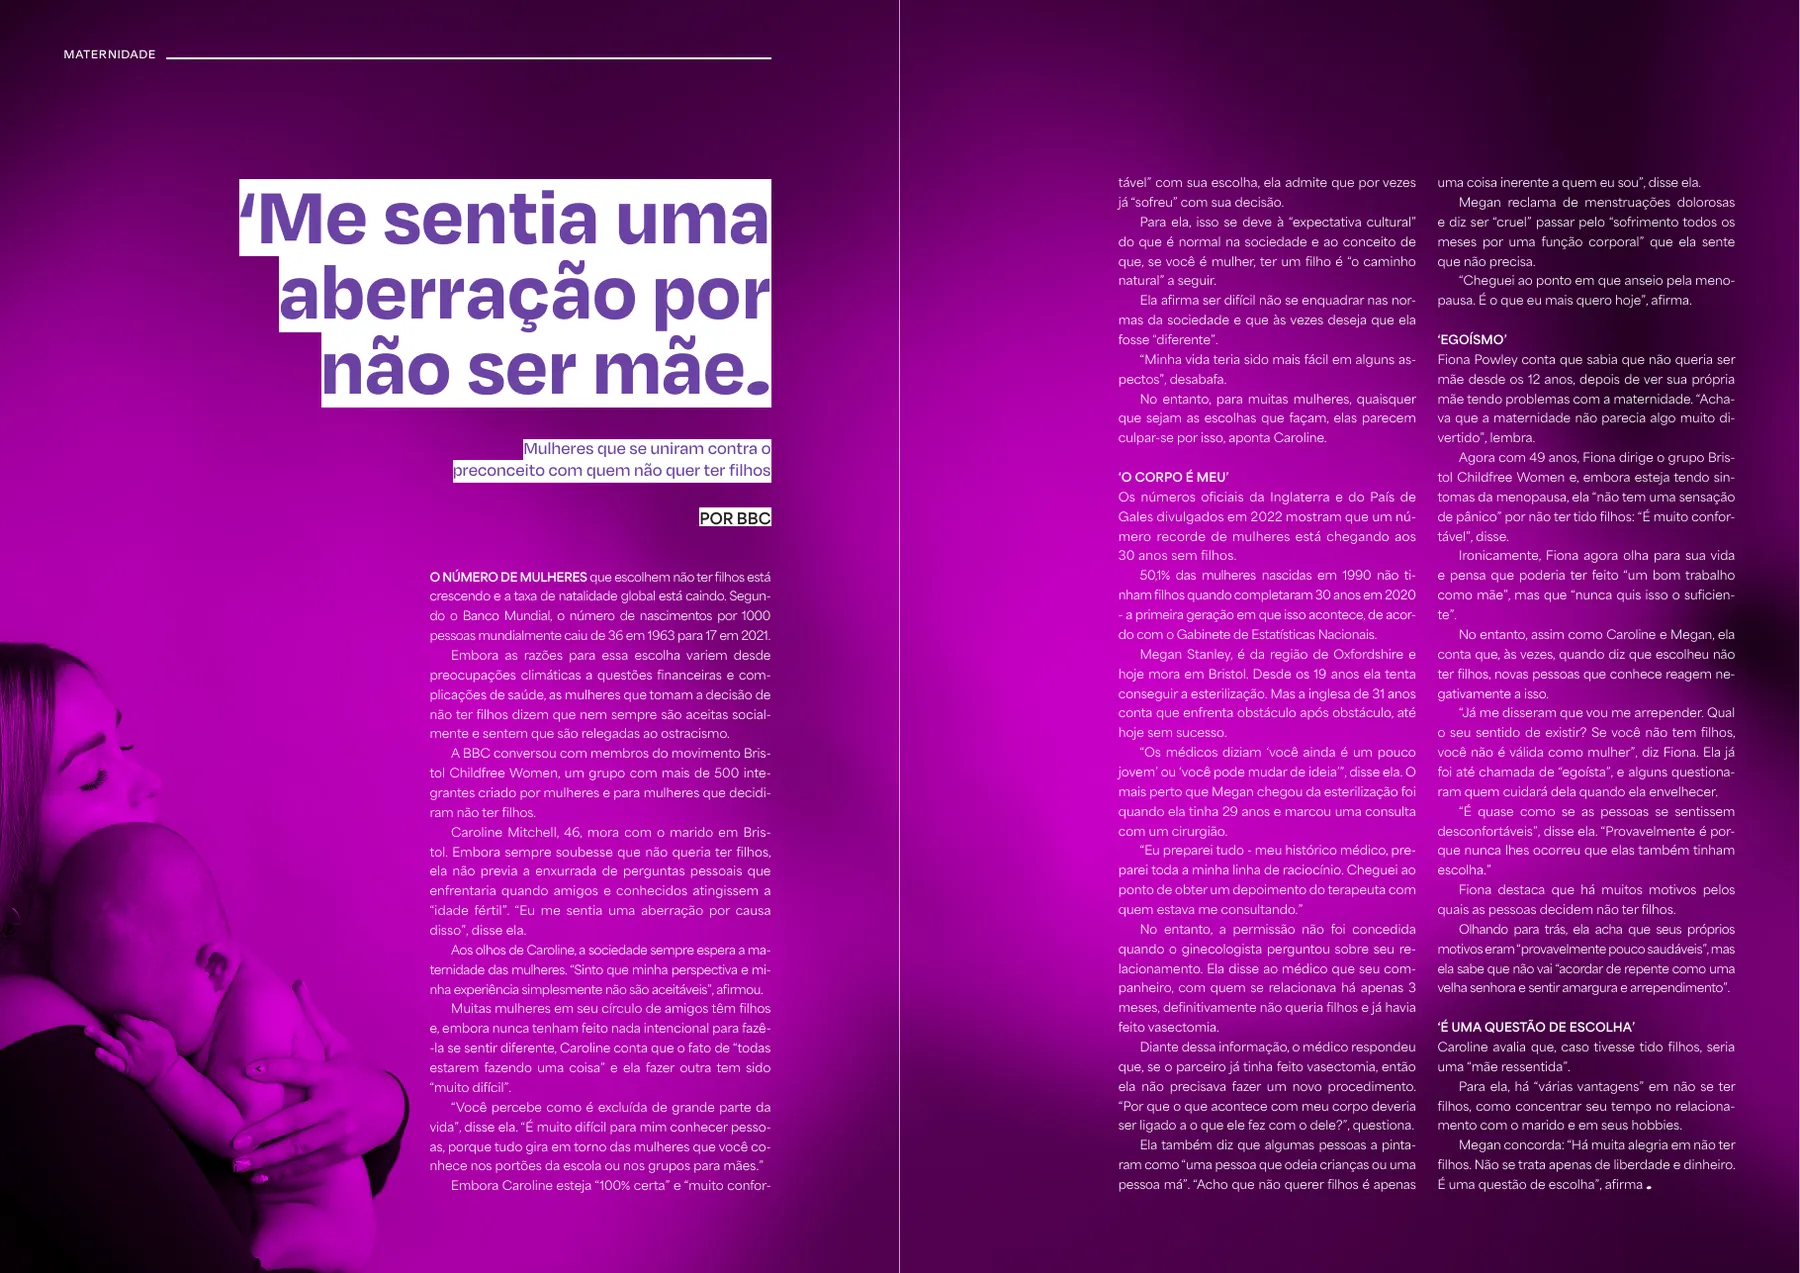 MATERNIDADE
‘Me sentia uma
aberração por
não ser mãe.
Mulheres que se uniram contra o
preconceito com quem não quer ter filhos
POR BBC
O NÚMERO DE MULHERES que escolhem não ter filhos está
crescendo e a taxa de natalidade global está caindo. Segun-
do o Banco Mundial, o número de nascimentos por 1000
pessoas mundialmente caiu de 36 em 1963 para 17 em 2021.
Embora as razões para essa escolha variem desde
preocupações climáticas a questões financeiras e com-
plicações de saúde, as mulheres que tomam a decisão de
não ter filhos dizem que nem sempre são aceitas social-
mente e sentem que são relegadas ao ostracismo.
A BBC conversou com membros do movimento Bris-
tol Childfree Women, um grupo com mais de 500 inte-
grantes criado por mulheres e para mulheres que decidi-
ram não ter filhos.
Caroline Mitchell, 46, mora com o marido em Bris-
tol. Embora sempre soubesse que não queria ter filhos,
ela não previa a enxurrada de perguntas pessoais que
enfrentaria quando amigos e conhecidos atingissem a
“idade fértil”. “Eu me sentia uma aberração por causa
disso”, disse ela.
Aos olhos de Caroline, a sociedade sempre espera a ma-
ternidade das mulheres. “Sinto que minha perspectiva e mi-
nha experiência simplesmente não são aceitáveis”, afirmou.
Muitas mulheres em seu círculo de amigos têm filhos
e, embora nunca tenham feito nada intencional para fazê-
-la se sentir diferente, Caroline conta que o fato de “todas
estarem fazendo uma coisa” e ela fazer outra tem sido
“muito difícil”.
“Você percebe como é excluída de grande parte da
vida”, disse ela. “É muito difícil para mim conhecer pesso-
as, porque tudo gira em torno das mulheres que você co-
nhece nos portões da escola ou nos grupos para mães.”
Embora Caroline esteja “100% certa” e “muito confor-
tável” com sua escolha, ela admite que por vezes
já “sofreu” com sua decisão.
Para ela, isso se deve à “expectativa cultural”
do que é normal na sociedade e ao conceito de
que, se você é mulher, ter um filho é “o caminho
natural” a seguir.
Ela afirma ser difícil não se enquadrar nas nor-
mas da sociedade e que às vezes deseja que ela
fosse “diferente”.
“Minha vida teria sido mais fácil em alguns as-
pectos”, desabafa.
No entanto, para muitas mulheres, quaisquer
que sejam as escolhas que façam, elas parecem
culpar-se por isso, aponta Caroline.
‘O CORPO É MEU’
Os números oficiais da Inglaterra e do País de
Gales divulgados em 2022 mostram que um nú-
mero recorde de mulheres está chegando aos
30 anos sem filhos.
50,1% das mulheres nascidas em 1990 não ti-
nham filhos quando completaram 30 anos em 2020
- a primeira geração em que isso acontece, de acor-
do com o Gabinete de Estatísticas Nacionais.
Megan Stanley, é da região de Oxfordshire e
hoje mora em Bristol. Desde os 19 anos ela tenta
conseguir a esterilização. Mas a inglesa de 31 anos
conta que enfrenta obstáculo após obstáculo, até
hoje sem sucesso.
“Os médicos diziam ‘você ainda é um pouco
jovem’ ou ‘você pode mudar de ideia’”, disse ela. O
mais perto que Megan chegou da esterilização foi
quando ela tinha 29 anos e marcou uma consulta
com um cirurgião.
“Eu preparei tudo - meu histórico médico, pre-
parei toda a minha linha de raciocínio. Cheguei ao
ponto de obter um depoimento do terapeuta com
quem estava me consultando.”
No entanto, a permissão não foi concedida
quando o ginecologista perguntou sobre seu re-
lacionamento. Ela disse ao médico que seu com-
panheiro, com quem se relacionava há apenas 3
meses, definitivamente não queria filhos e já havia
feito vasectomia.
Diante dessa informação, o médico respondeu
que, se o parceiro já tinha feito vasectomia, então
ela não precisava fazer um novo procedimento.
“Por que o que acontece com meu corpo deveria
ser ligado a o que ele fez com o dele?”, questiona.
Ela também diz que algumas pessoas a pinta-
ram como “uma pessoa que odeia crianças ou uma
pessoa má”. “Acho que não querer filhos é apenas
uma coisa inerente a quem eu sou”, disse ela.
Megan reclama de menstruações dolorosas
e diz ser “cruel” passar pelo “sofrimento todos os
meses por uma função corporal” que ela sente
que não precisa.
“Cheguei ao ponto em que anseio pela meno-
pausa. É o que eu mais quero hoje”, afirma.
‘EGOÍSMO’
Fiona Powley conta que sabia que não queria ser
mãe desde os 12 anos, depois de ver sua própria
mãe tendo problemas com a maternidade. “Acha-
va que a maternidade não parecia algo muito di-
vertido”, lembra.
Agora com 49 anos, Fiona dirige o grupo Bris-
tol Childfree Women e, embora esteja tendo sin-
tomas da menopausa, ela “não tem uma sensação
de pânico” por não ter tido filhos: “É muito confor-
tável”, disse.
Ironicamente, Fiona agora olha para sua vida
e pensa que poderia ter feito “um bom trabalho
como mãe”, mas que “nunca quis isso o suficien-
te”.
No entanto, assim como Caroline e Megan, ela
conta que, às vezes, quando diz que escolheu não
ter filhos, novas pessoas que conhece reagem ne-
gativamente a isso.
“Já me disseram que vou me arrepender. Qual
o seu sentido de existir? Se você não tem filhos,
você não é válida como mulher”, diz Fiona. Ela já
foi até chamada de “egoísta”, e alguns questiona-
ram quem cuidará dela quando ela envelhecer.
“É quase como se as pessoas se sentissem
desconfortáveis”, disse ela. “Provavelmente é por-
que nunca lhes ocorreu que elas também tinham
escolha.”
Fiona destaca que há muitos motivos pelos
quais as pessoas decidem não ter filhos.
Olhando para trás, ela acha que seus próprios
motivos eram “provavelmente pouco saudáveis”, mas
ela sabe que não vai “acordar de repente como uma
velha senhora e sentir amargura e arrependimento”.
‘É UMA QUESTÃO DE ESCOLHA’
Caroline avalia que, caso tivesse tido filhos, seria
uma “mãe ressentida”.
Para ela, há “várias vantagens” em não se ter
filhos, como concentrar seu tempo no relaciona-
mento com o marido e em seus hobbies.
Megan concorda: “Há muita alegria em não ter
filhos. Não se trata apenas de liberdade e dinheiro.
É uma questão de escolha”, afirma .